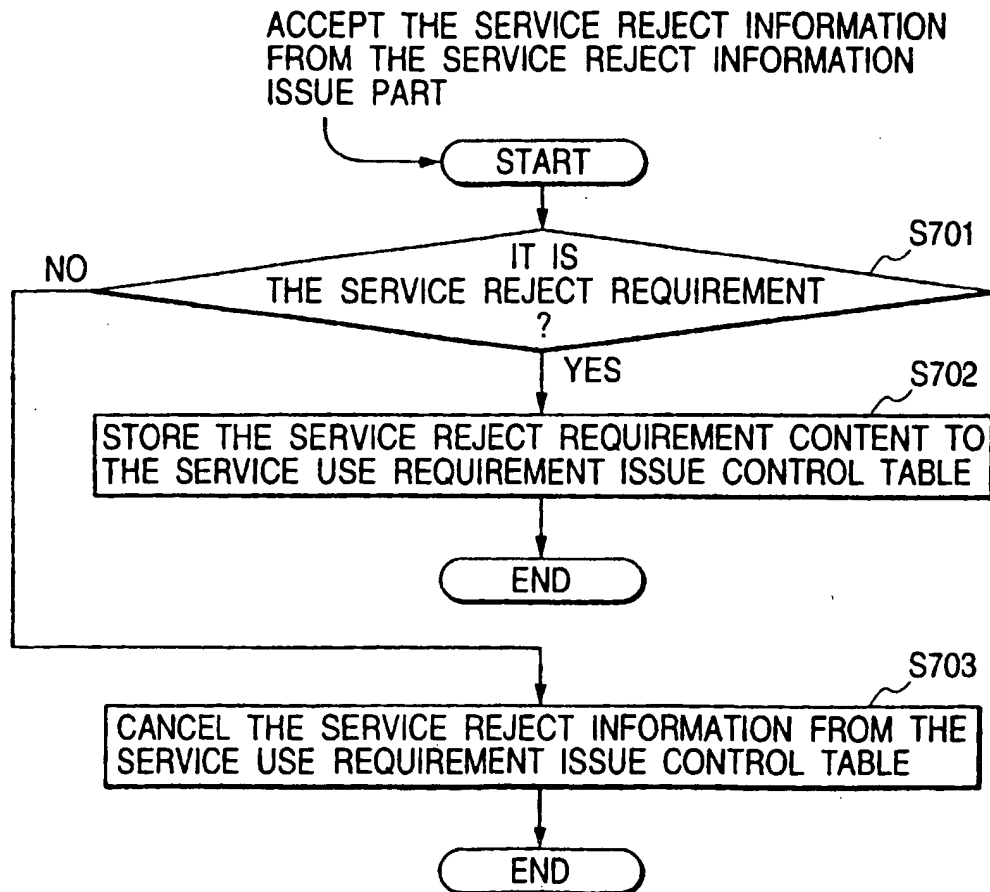 ACCEPT THE SERVICE REJECT INFORMATION
FROM THE SERVICE REJECT INFORMATION
ISSUE PART
START
S701
IT IS
THE SERVICE REJECT REQUIREMENT
?
NO
YES
S702
STORE THE SERVICE REJECT REQUIREMENT CONTENT TO
THE SERVICE USE REQUIREMENT ISSUE CONTROL TABLE
END
S703
CANCEL THE SERVICE REJECT INFORMATION FROM THE
SERVICE USE REQUIREMENT ISSUE CONTROL TABLE
END